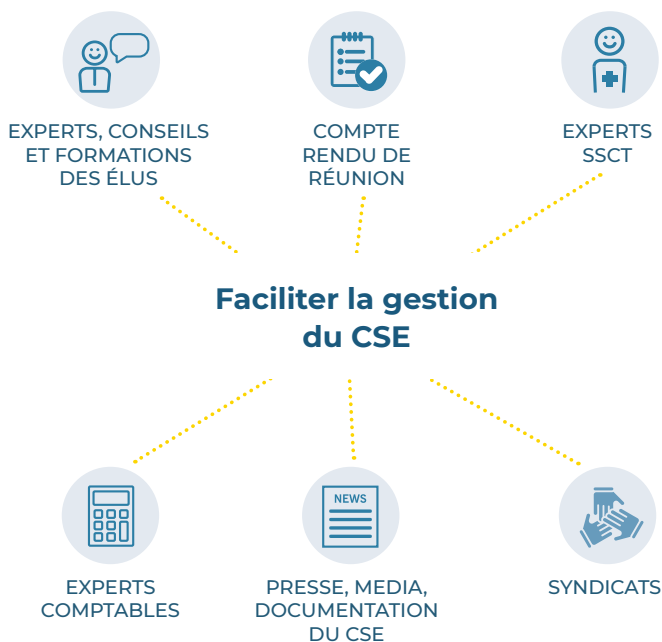 EXPERTS, CONSEILS
ET FORMATIONS
DES ÉLUS
COMPTE
RENDU DE
RÉUNION
EXPERTS
SSCT
Faciliter la gestion
du CSE
NEWS
EXPERTS
COMPTABLES
PRESSE, MEDIA,
DOCUMENTATION
DU CSE
SYNDICATS